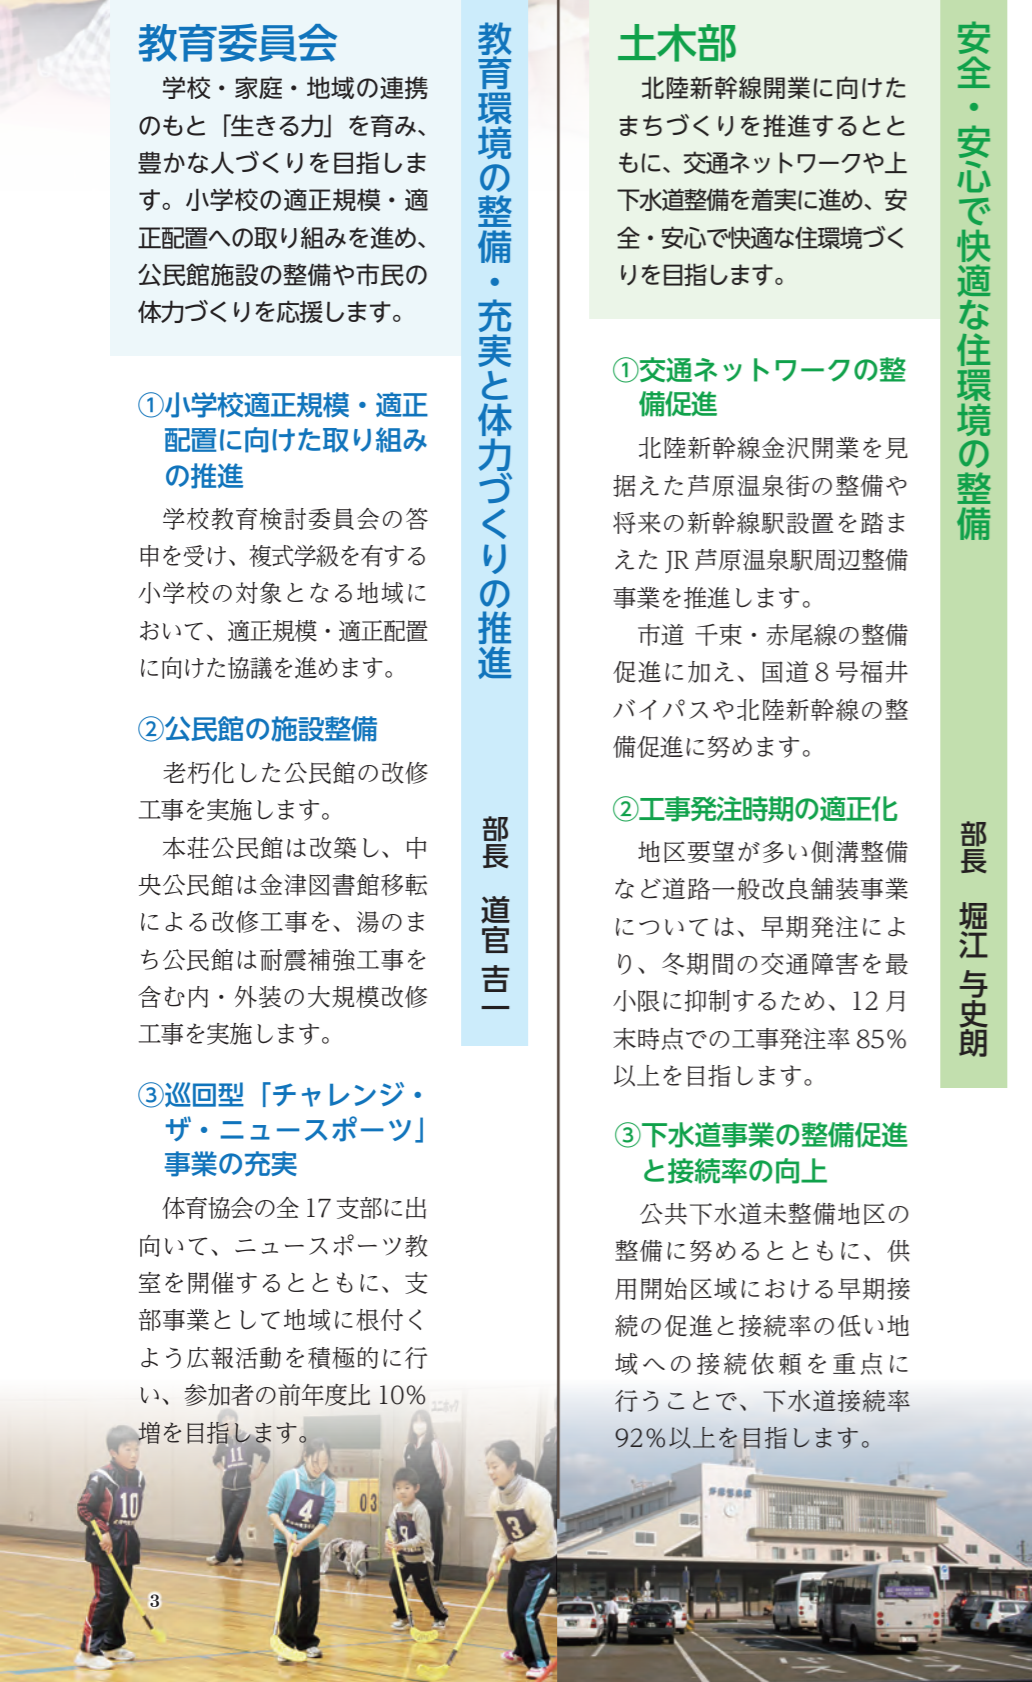 安全・安心で快適な住環境の整備
部長 堀江 与史朗
土木部
北陸新幹線開業に向けた
まちづくりを推進するとと
もに、交通ネットワークや上
下水道整備を着実に進め、安
全・安心で快適な住環境づく
りを目指します。
①交通ネットワークの整
備促進
北陸新幹線金沢開業を見
据えた芦原温泉街の整備や
将来の新幹線駅設置を踏ま
えたJR芦原温泉駅周辺整備
事業を推進します。
市道 千束・赤尾線の整備
促進に加え、国道8号福井
バイパスや北陸新幹線の整
備促進に努めます。
②工事発注時期の適正化
地区要望が多い側溝整備
など道路一般改良舗装事業
については、早期発注によ
り、冬期間の交通障害を最
小限に抑制するため、12月
末時点での工事発注率85%
以上を目指します。
③下水道事業の整備促進
と接続率の向上
公共下水道未整備地区の
整備に努めるとともに、供
用開始区域における早期接
続の促進と接続率の低い地
域への接続依頼を重点に
行うことで、下水道接続率
92%以上を目指します。
教育環境の整備・充実と体力づくりの推進
部長 道官 吉一
教育委員会
学校・家庭・地域の連携
のもと「生きる力」を育み、
豊かな人づくりを目指しま
す。小学校の適正規模・適
正配置への取り組みを進め、
公民館施設の整備や市民の
体力づくりを応援します。
①小学校適正規模・適正
配置に向けた取り組み
の推進
学校教育検討委員会の答
申を受け、複式学級を有する
小学校の対象となる地域に
おいて、適正規模・適正配置
に向けた協議を進めます。
②公民館の施設整備
老朽化した公民館の改修
工事を実施します。
本荘公民館は改築し、中
央公民館は金津図書館移転
による改修工事を、湯のま
ち公民館は耐震補強工事を
含む内・外装の大規模改修
工事を実施します。
③巡回型「チャレンジ・
ザ・ニュースポーツ」
事業の充実
体育協会の全17支部に出
向いて、ニュースポーツ教
室を開催するとともに、支
部事業として地域に根付く
よう広報活動を積極的に行
い、参加者の前年度比10%
増を目指します。
ユニホック
11
10
4
03
9
3
3